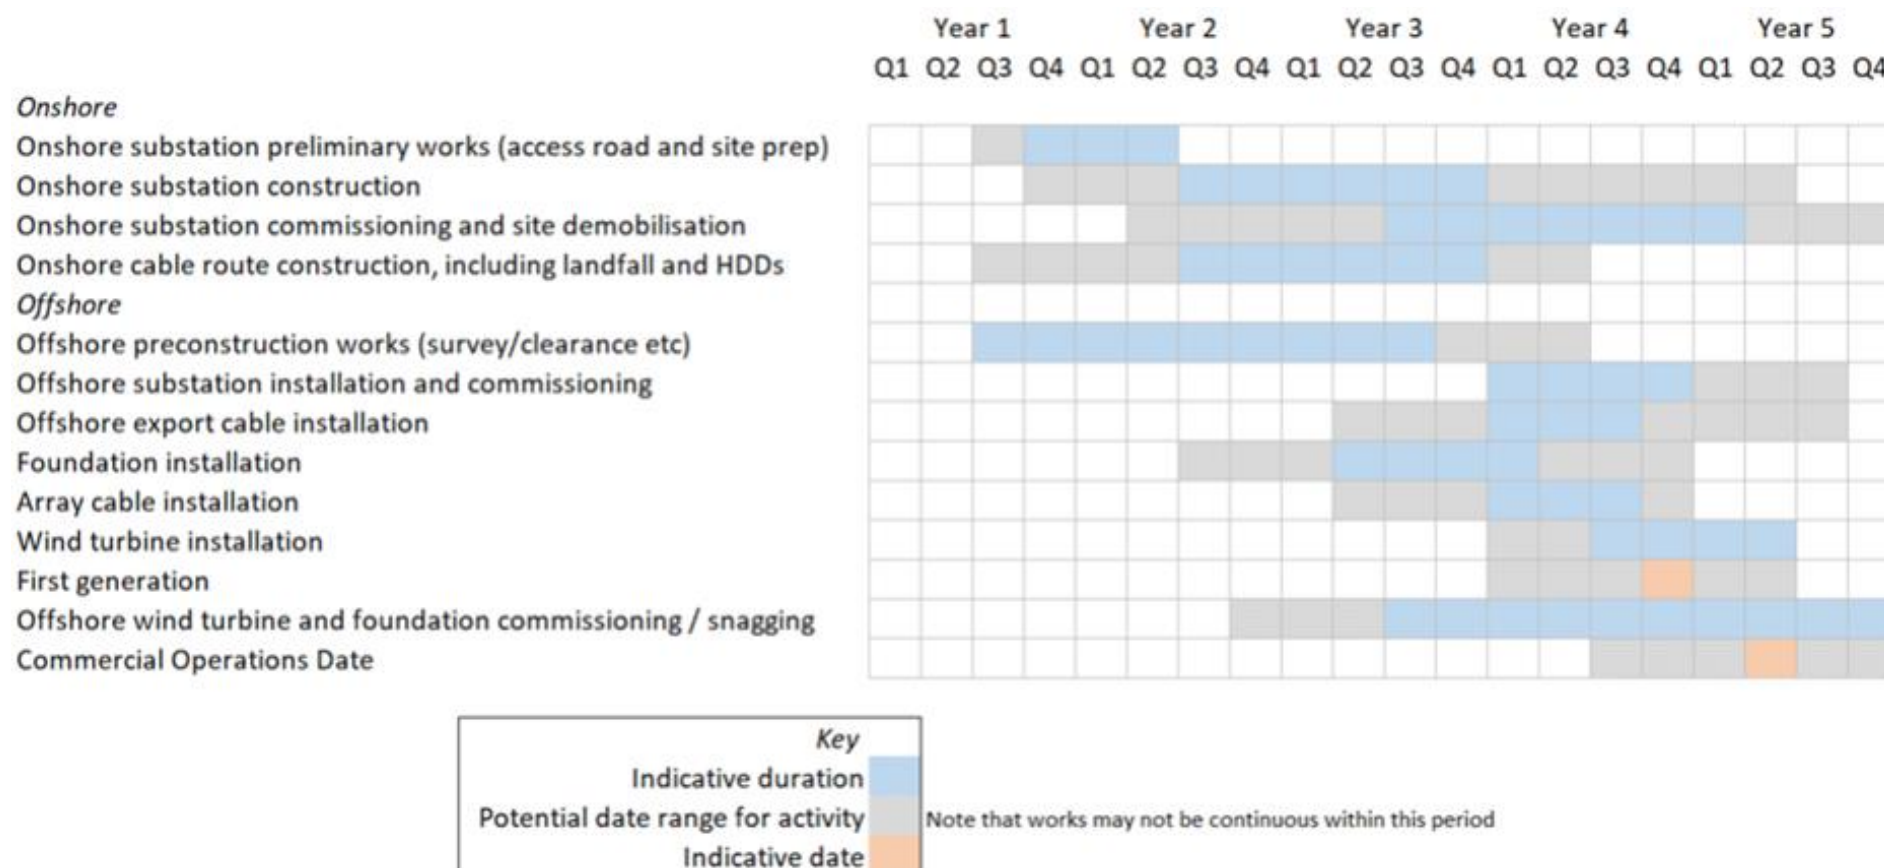 Year 1 Year 2 Year 3 Year 4 Year 5
Q1 Q2 Q3 Q4 Q1 Q2 Q3 Q4 Q1 Q2 Q3 Q4 Q1 Q2 Q3 Q4 Q1 Q2 Q3 Q4
Onshore
Onshore substation preliminary works (access road and site prep)
Onshore substation construction
Onshore substation commissioning and site demobilisation
Onshore cable route construction, including landfall and HDDs
Offshore
Offshore preconstruction works (survey/clearance etc)
Offshore substation installation and commissioning
Offshore export cable installation
Foundation installation
Array cable installation
Wind turbine installation
First generation
Offshore wind turbine and foundation commissioning / snagging
Commercial Operations Date
Key
Indicative duration
Potential date range for activity Note that works may not be continuous within this period
Indicative date